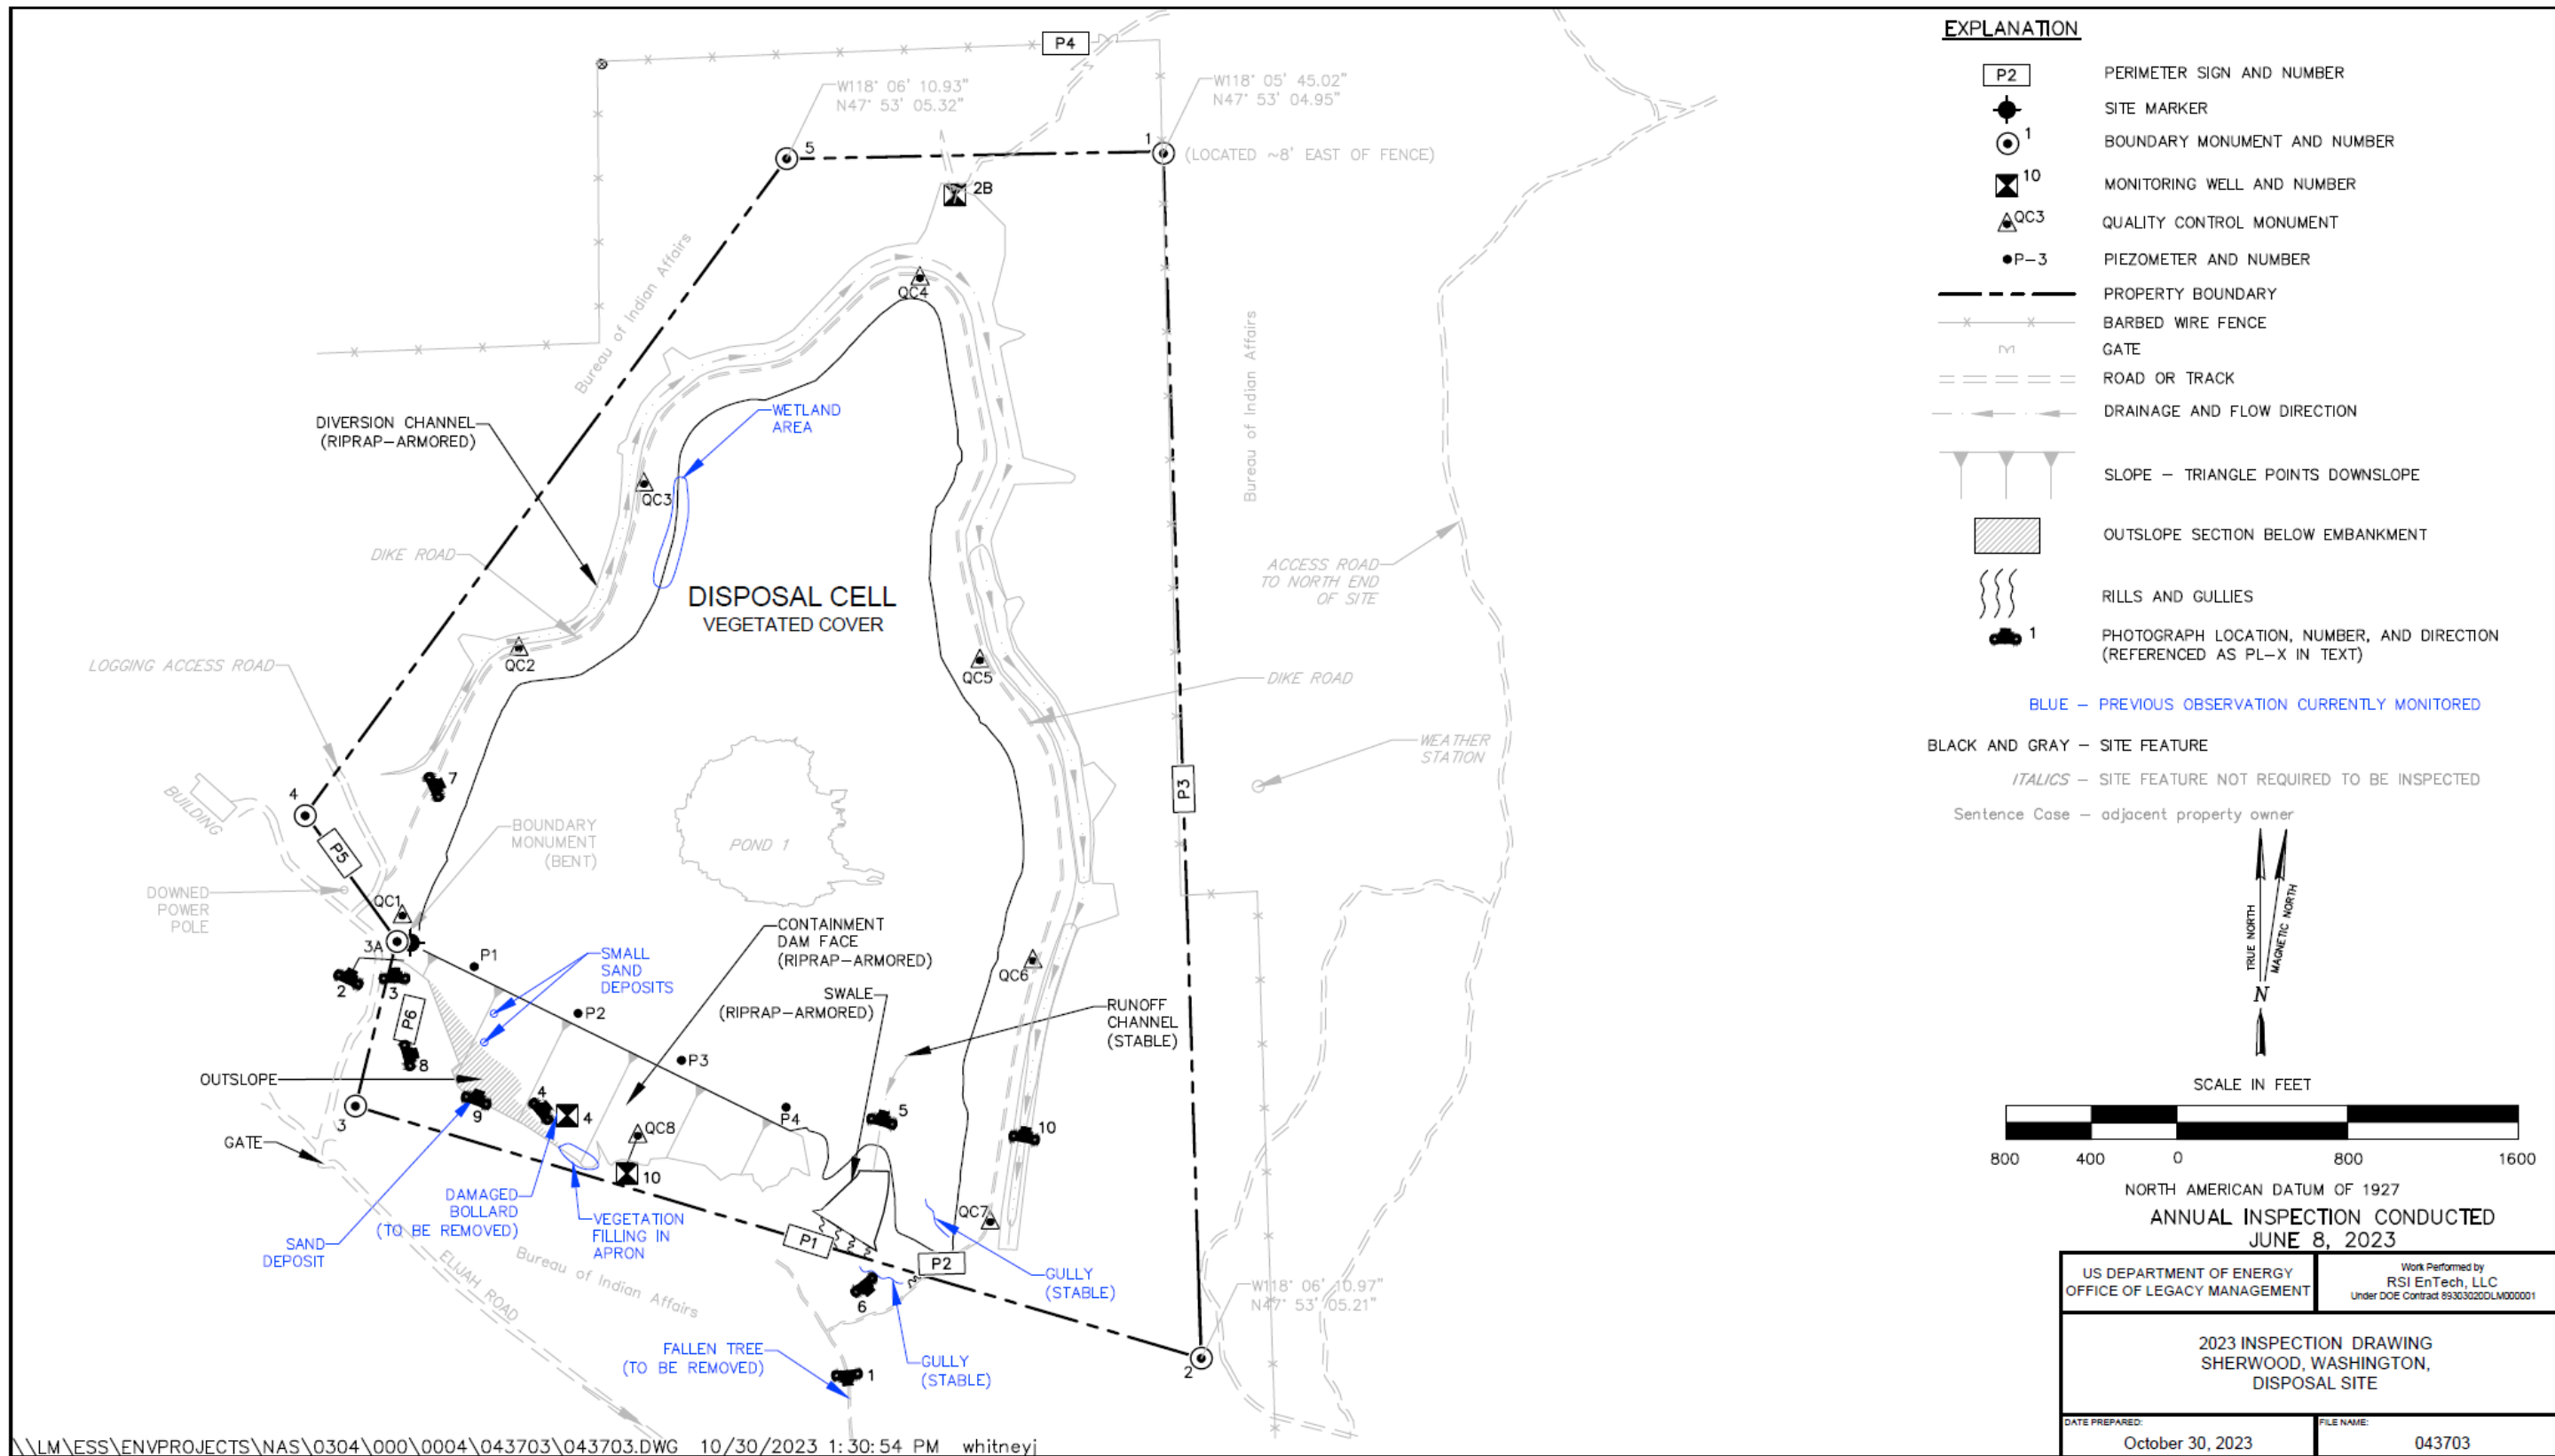 P4
W118° 06' 10.93"
N47° 53' 05.32"
W118° 05' 45.02"
N47° 53' 04.95"
5
1
(LOCATED ~8' EAST OF FENCE)
2B
Bureau of Indian Affairs
QC4
DIVERSION CHANNEL
(RIPRAP-ARMORED)
WETLAND
AREA
Bureau of Indian Affairs
QC3
DIKE ROAD
DISPOSAL CELL
VEGETATED COVER
ACCESS ROAD
TO NORTH END
OF SITE
LOGGING ACCESS ROAD
QC2
QC5
DIKE ROAD
WEATHER
STATION
P3
7
4
BUILDING
BOUNDARY
MONUMENT
(BENT)
P5
POND 1
DOWNED
POWER
POLE
QC1
3A
P1
SMALL
SAND
DEPOSITS
CONTAINMENT
DAM FACE
(RIPRAP-ARMORED)
QC6
2
3
P6
P2
SWALE
(RIPRAP-ARMORED)
RUNOFF
CHANNEL
(STABLE)
8
P3
OUTSLOPE
3
9
4
4
P4
5
QC8
10
GATE
10
DAMAGED
BOLLARD
(TO BE REMOVED)
VEGETATION
FILLING IN
APRON
QC7
SAND
DEPOSIT
P1
P2
Bureau of Indian Affairs
ELIJAH ROAD
6
GULLY
(STABLE)
W118° 06' 10.97"
N47° 53' 05.21"
FALLEN TREE
(TO BE REMOVED)
GULLY
(STABLE)
1
2
\\LM\ESS\ENVPROJECTS\NAS\0304\000\0004\043703\043703.DWG 10/30/2023 1:30:54 PM whitneyj
EXPLANATION
P2 PERIMETER SIGN AND NUMBER
SITE MARKER
1 BOUNDARY MONUMENT AND NUMBER
10 MONITORING WELL AND NUMBER
QC3 QUALITY CONTROL MONUMENT
P-3 PIEZOMETER AND NUMBER
PROPERTY BOUNDARY
BARBED WIRE FENCE
GATE
ROAD OR TRACK
DRAINAGE AND FLOW DIRECTION
SLOPE - TRIANGLE POINTS DOWNSLOPE
OUTSLOPE SECTION BELOW EMBANKMENT
RILLS AND GULLIES
1 PHOTOGRAPH LOCATION, NUMBER, AND DIRECTION
(REFERENCED AS PL-X IN TEXT)
BLUE - PREVIOUS OBSERVATION CURRENTLY MONITORED
BLACK AND GRAY - SITE FEATURE
ITALICS - SITE FEATURE NOT REQUIRED TO BE INSPECTED
Sentence Case - adjacent property owner
TRUE NORTH
MAGNETIC NORTH
N
SCALE IN FEET
800 400 0 800 1600
NORTH AMERICAN DATUM OF 1927
ANNUAL INSPECTION CONDUCTED
JUNE 8, 2023
US DEPARTMENT OF ENERGY
OFFICE OF LEGACY MANAGEMENT
Work Performed by
RSI EnTech, LLC
Under DOE Contract 89303020DLM000001
2023 INSPECTION DRAWING
SHERWOOD, WASHINGTON,
DISPOSAL SITE
DATE PREPARED:
October 30, 2023
FILE NAME:
043703